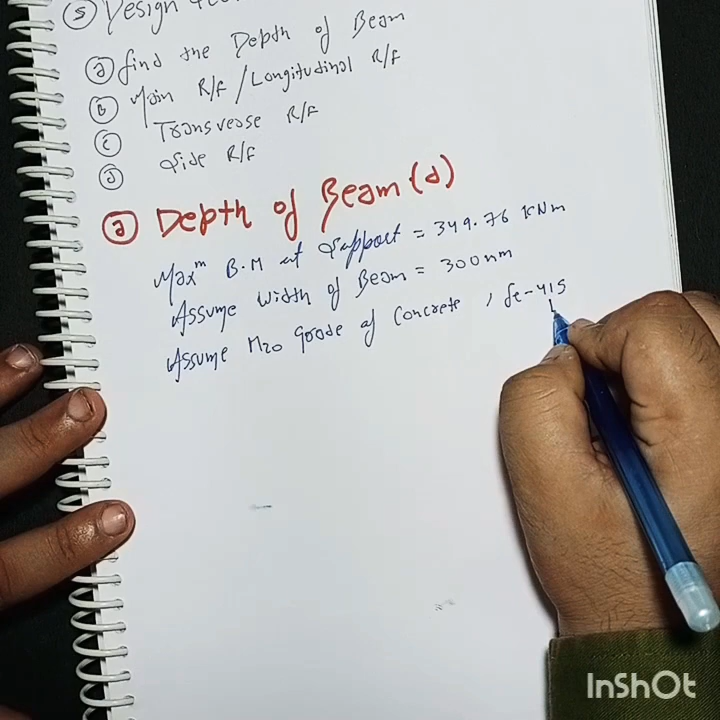 ⑤ Design
ⓐ find the Depth of Beam
ⓑ Main R/F / Longitudinal R/F
ⓒ Transverse R/F
ⓓ Side R/F
ⓐ Depth of Beam (d)
Maxᵐ B.M at Support = 349.76 KNm
Assume width of Beam = 300mm
Assume M20 grade of Concrete, fe-415
InShOt